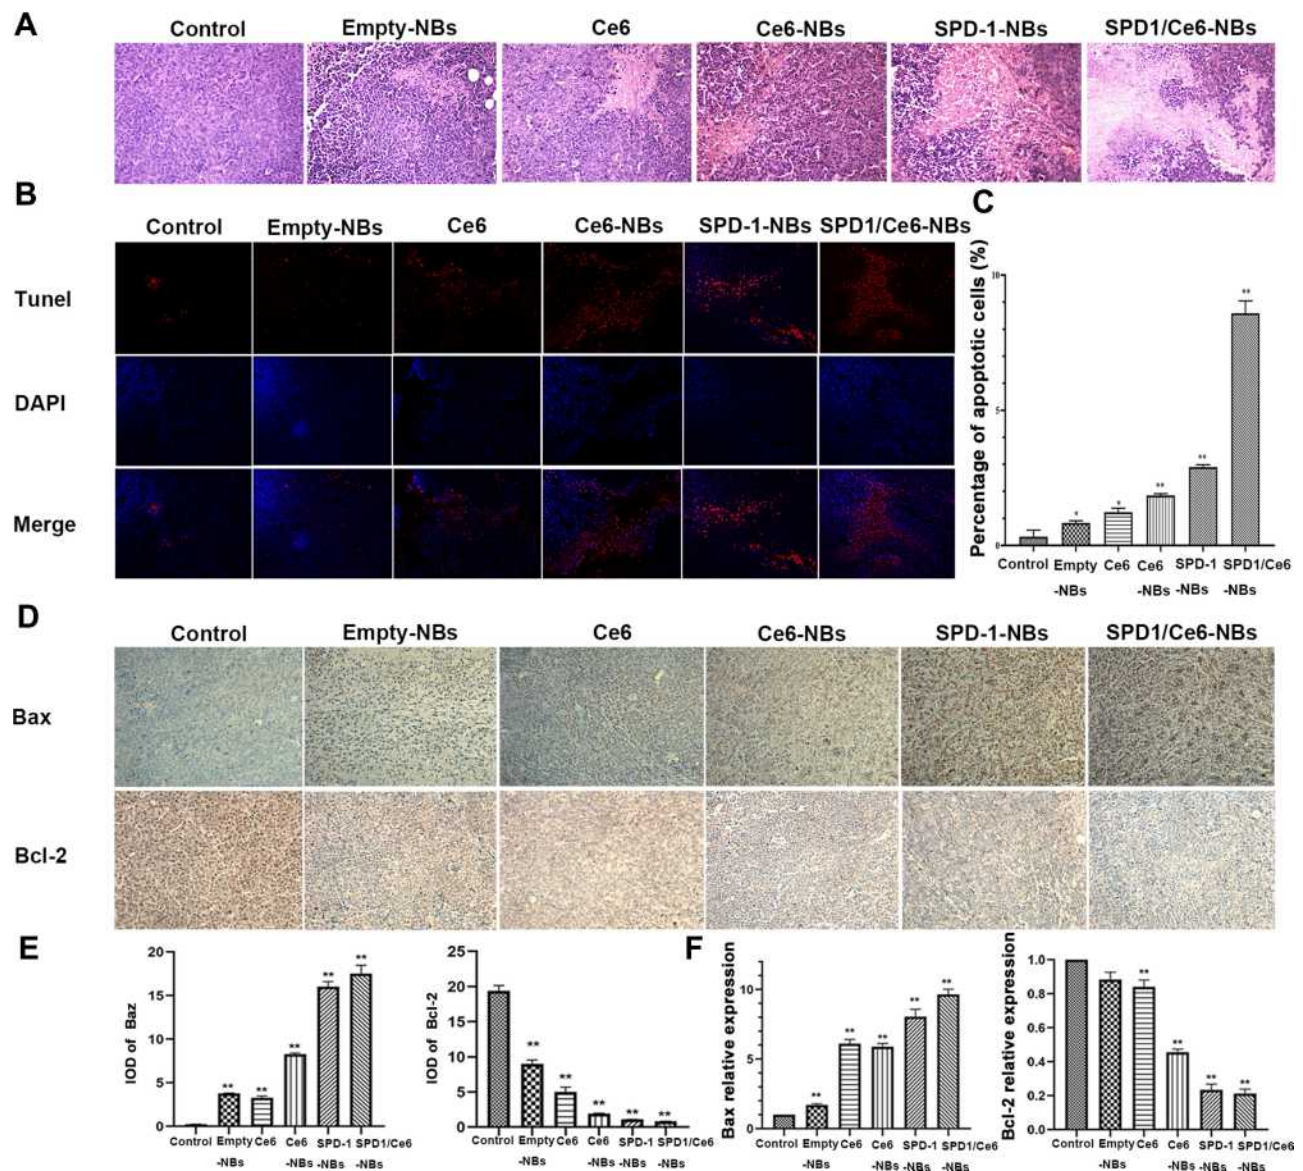 A
Control Empty-NBs Ce6 Ce6-NBs SPD-1-NBs SPD1/Ce6-NBs
B
Control Empty-NBs Ce6 Ce6-NBs SPD-1-NBs SPD1/Ce6-NBs
Tunel
DAPI
Merge
C
Percentage of apoptotic cells (%)
10
5
0
* * ** ** **
Control Empty Ce6 Ce6 SPD-1 SPD1/Ce6
-NBs -NBs -NBs -NBs
D
Control Empty-NBs Ce6 Ce6-NBs SPD-1-NBs SPD1/Ce6-NBs
Bax
Bcl-2
E
IOD of Baz
20
15
10
5
0
** ** ** ** **
Control Empty Ce6 Ce6 SPD-1 SPD1/Ce6
-NBs -NBs -NBs -NBs
IOD of Bcl-2
25
20
15
10
5
0
** ** ** ** **
Control Empty Ce6 Ce6 SPD-1 SPD1/Ce6
-NBs -NBs -NBs -NBs
F
Bax relative expression
10
5
0
** ** ** ** **
Control Empty Ce6 Ce6 SPD-1 SPD1/Ce6
-NBs -NBs -NBs -NBs
Bcl-2 relative expression
1.0
0.8
0.6
0.4
0.2
0.0
** ** ** **
Control Empty Ce6 Ce6 SPD-1 SPD1/Ce6
-NBs -NBs -NBs -NBs